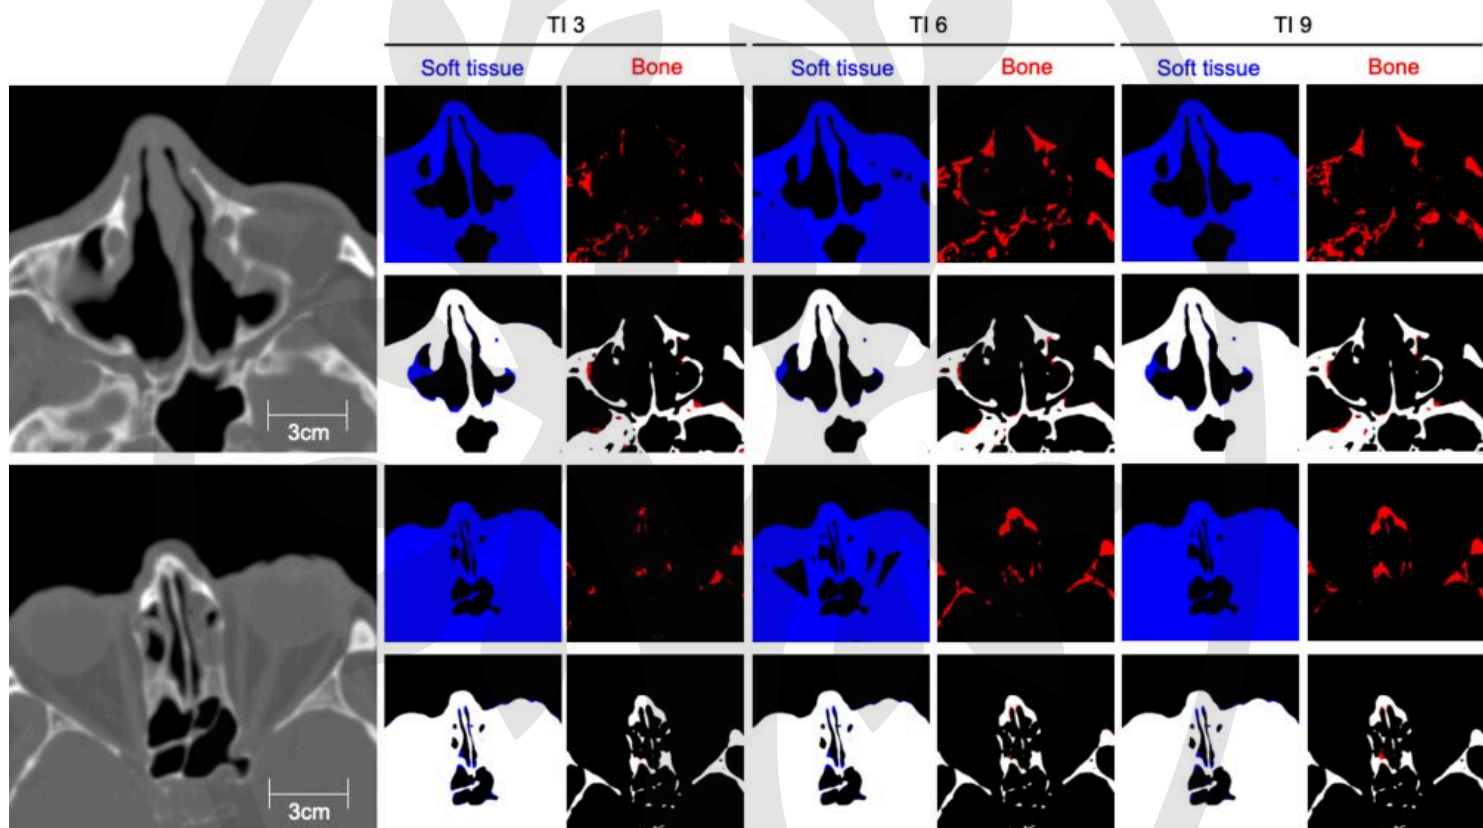 TI 3 TI 6 TI 9
Soft tissue Bone Soft tissue Bone Soft tissue Bone
3cm
3cm